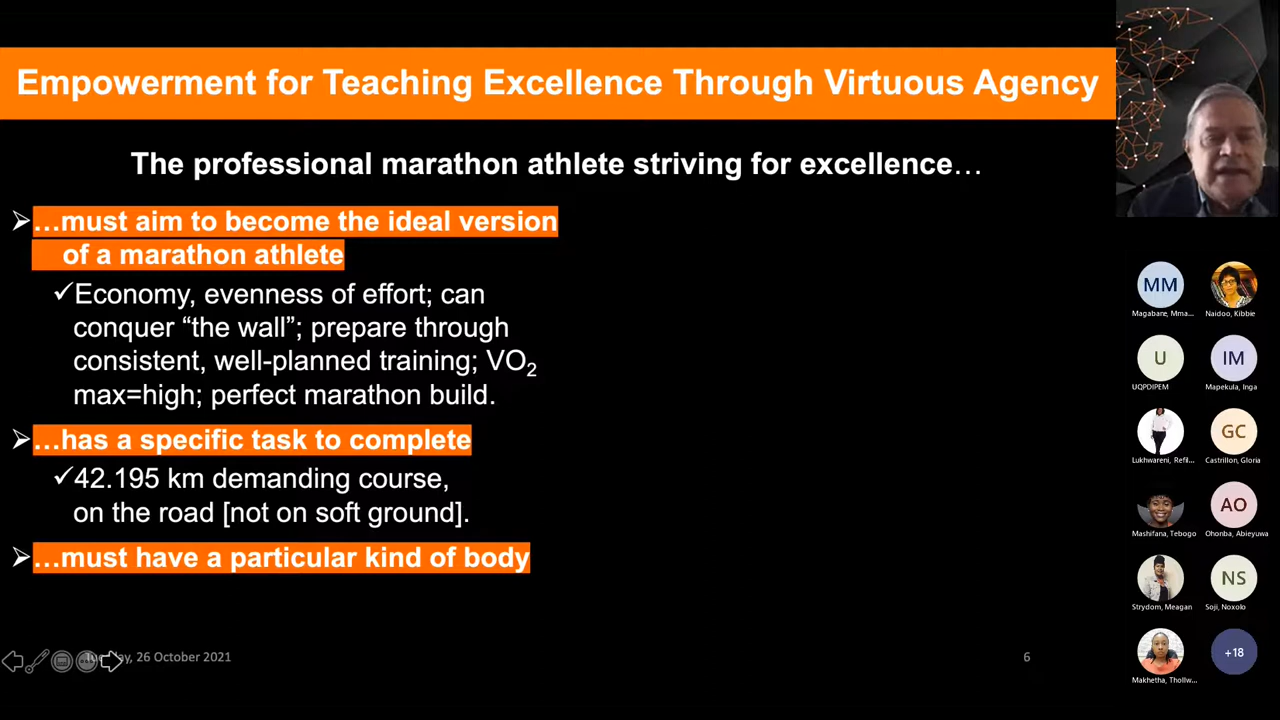 Empowerment for Teaching Excellence Through Virtuous Agency
The professional marathon athlete striving for excellence…
…must aim to become the ideal version
of a marathon athlete
Economy, evenness of effort; can
conquer “the wall”; prepare through
consistent, well-planned training; VO2
max=high; perfect marathon build.
…has a specific task to complete
42.195 km demanding course,
on the road [not on soft ground].
…must have a particular kind of body
26 October 2021
6
MM
Magabane, Mma...
Naidoo, Kibbie
U
UQPDIPEM
IM
Mapekula, Inga
Lukhwareni, Refil...
GC
Castrillon, Gloria
Mashifana, Tebogo
AO
Ohonba, Abieyuwa
Strydom, Meagan
NS
Soji, Noxolo
Makhetha, Thollw...
+18